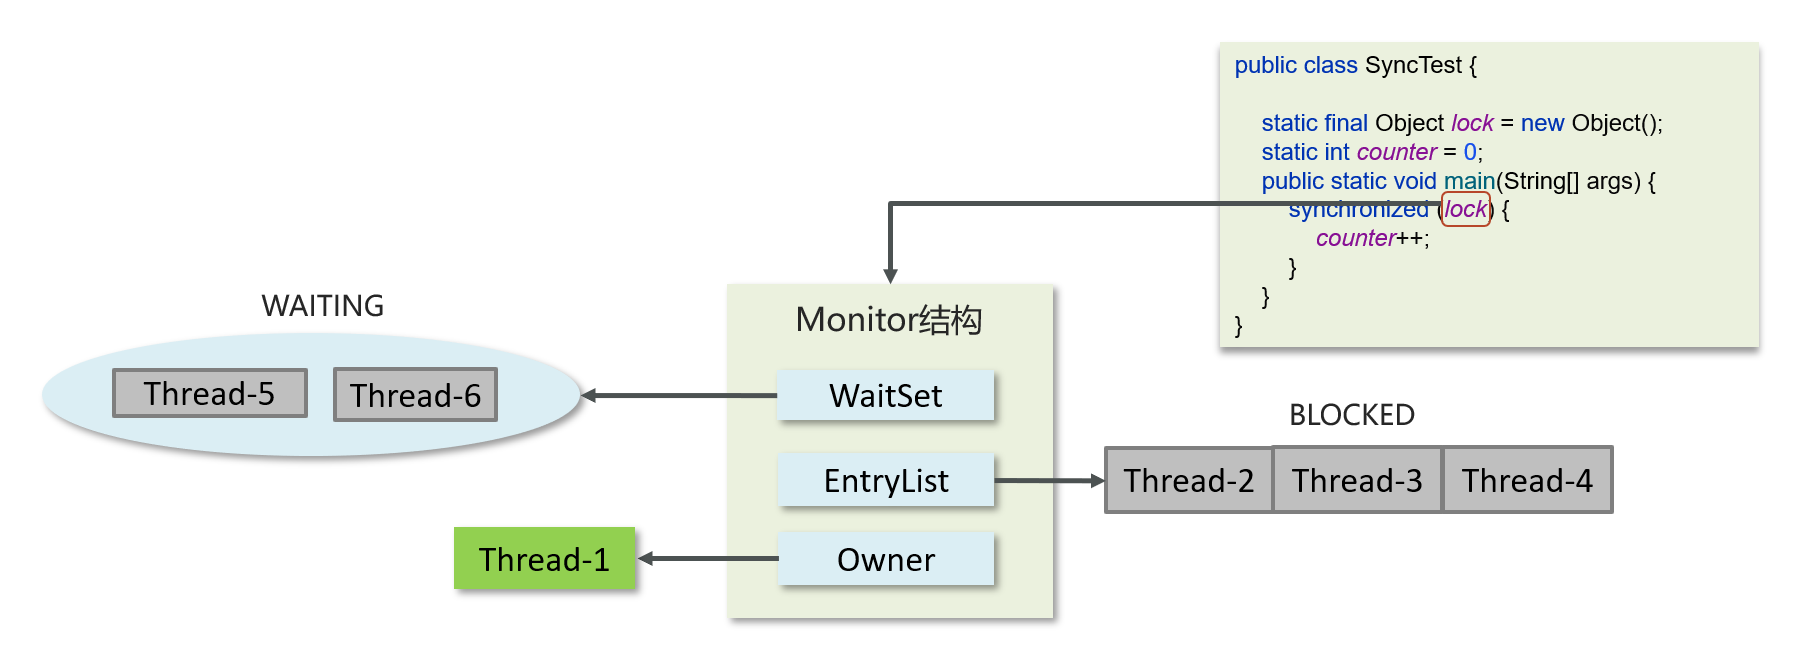 public class SyncTest {
static final Object lock = new Object();
static int counter = 0;
public static void main(String[] args) {
synchronized (lock) {
counter++;
}
}
}
WAITING
Thread-5
Thread-6
Monitor结构
WaitSet
EntryList
Owner
BLOCKED
Thread-2
Thread-3
Thread-4
Thread-1